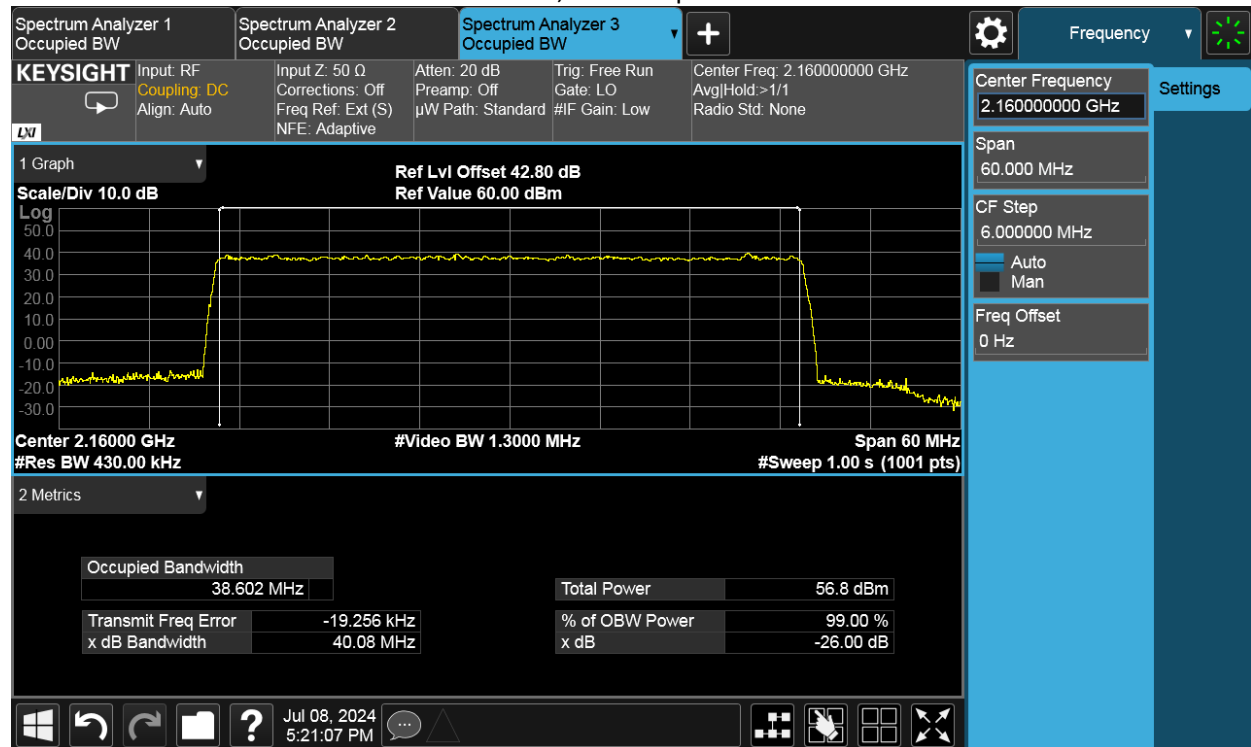 Spectrum Analyzer 1
Occupied BW
Spectrum Analyzer 2
Occupied BW
Spectrum Analyzer 3
Occupied BW
+
Frequency
KEYSIGHT
LXI
Input: RF
Coupling: DC
Align: Auto
Input Z: 50 Ω
Corrections: Off
Freq Ref: Ext (S)
NFE: Adaptive
Atten: 20 dB
Preamp: Off
µW Path: Standard
Trig: Free Run
Gate: LO
#IF Gain: Low
Center Freq: 2.160000000 GHz
Avg|Hold:>1/1
Radio Std: None
Center Frequency
2.160000000 GHz
Settings
Span
60.000 MHz
CF Step
6.000000 MHz
Auto
Man
Freq Offset
0 Hz
1 Graph
Scale/Div 10.0 dB
Ref Lvl Offset 42.80 dB
Ref Value 60.00 dBm
Log
50.0
40.0
30.0
20.0
10.0
0.00
-10.0
-20.0
-30.0
Center 2.16000 GHz
#Res BW 430.00 kHz
#Video BW 1.3000 MHz
Span 60 MHz
#Sweep 1.00 s (1001 pts)
2 Metrics
Occupied Bandwidth
38.602 MHz
Total Power 56.8 dBm
Transmit Freq Error -19.256 kHz
% of OBW Power 99.00 %
x dB Bandwidth 40.08 MHz
x dB -26.00 dB
?
Jul 08, 2024
5:21:07 PM